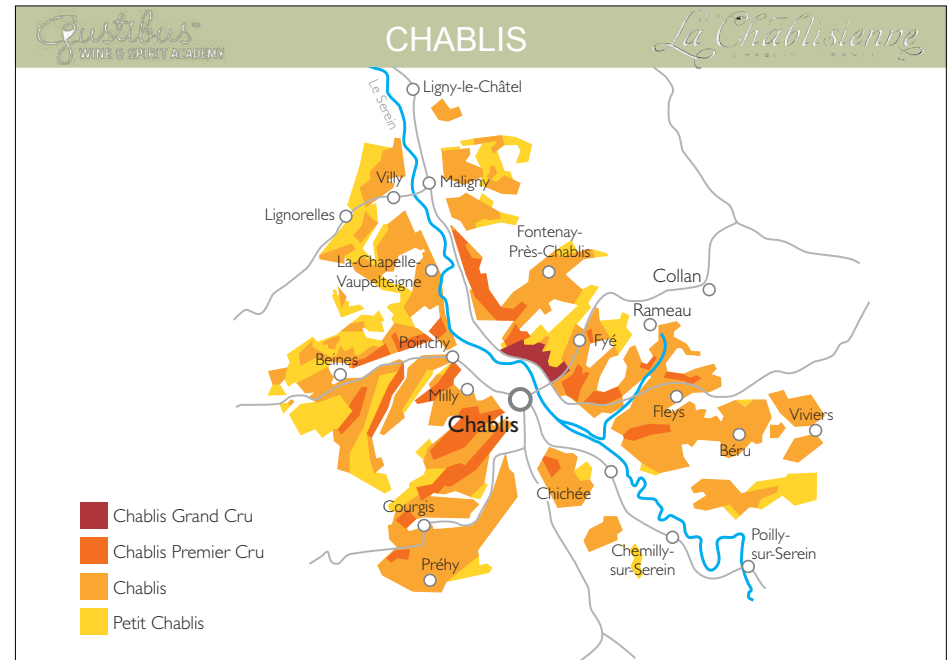 Gustibus
WINE & SPIRIT ACADEMY
CHABLIS
La Chablisienne
Le Serein
Ligny-le-Châtel
Villy
Maligny
Lignorelles
Fontenay-
Près-Chablis
La-Chapelle-
Vaupelteigne
Collan
Rameau
Poinchy
Fyé
Beines
Milly
Chablis
Fleys
Viviers
Béru
Chichée
Courgis
Chemilly-
sur-Serein
Poilly-
sur-Serein
Préhy
Chablis Grand Cru
Chablis Premier Cru
Chablis
Petit Chablis